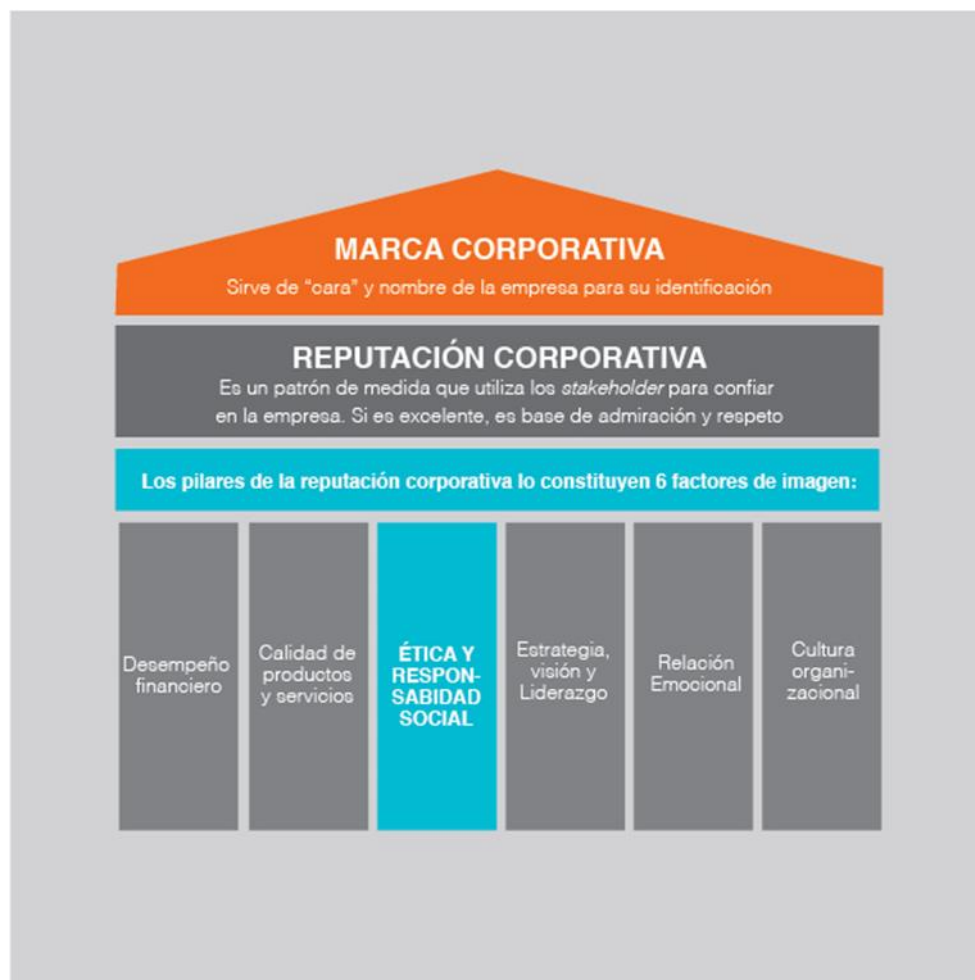 MARCA CORPORATIVA
Sirve de “cara” y nombre de la empresa para su identificación
REPUTACIÓN CORPORATIVA
Es un patrón de medida que utiliza los stakeholder para confiar
en la empresa. Si es excelente, es base de admiración y respeto
Los pilares de la reputación corporativa lo constituyen 6 factores de imagen:
Desempeño
financiero
Calidad de
productos
y servicios
ÉTICA Y
RESPON-
SABIDAD
SOCIAL
Estrategia,
visión y
Liderazgo
Relación
Emocional
Cultura
organi-
zacional